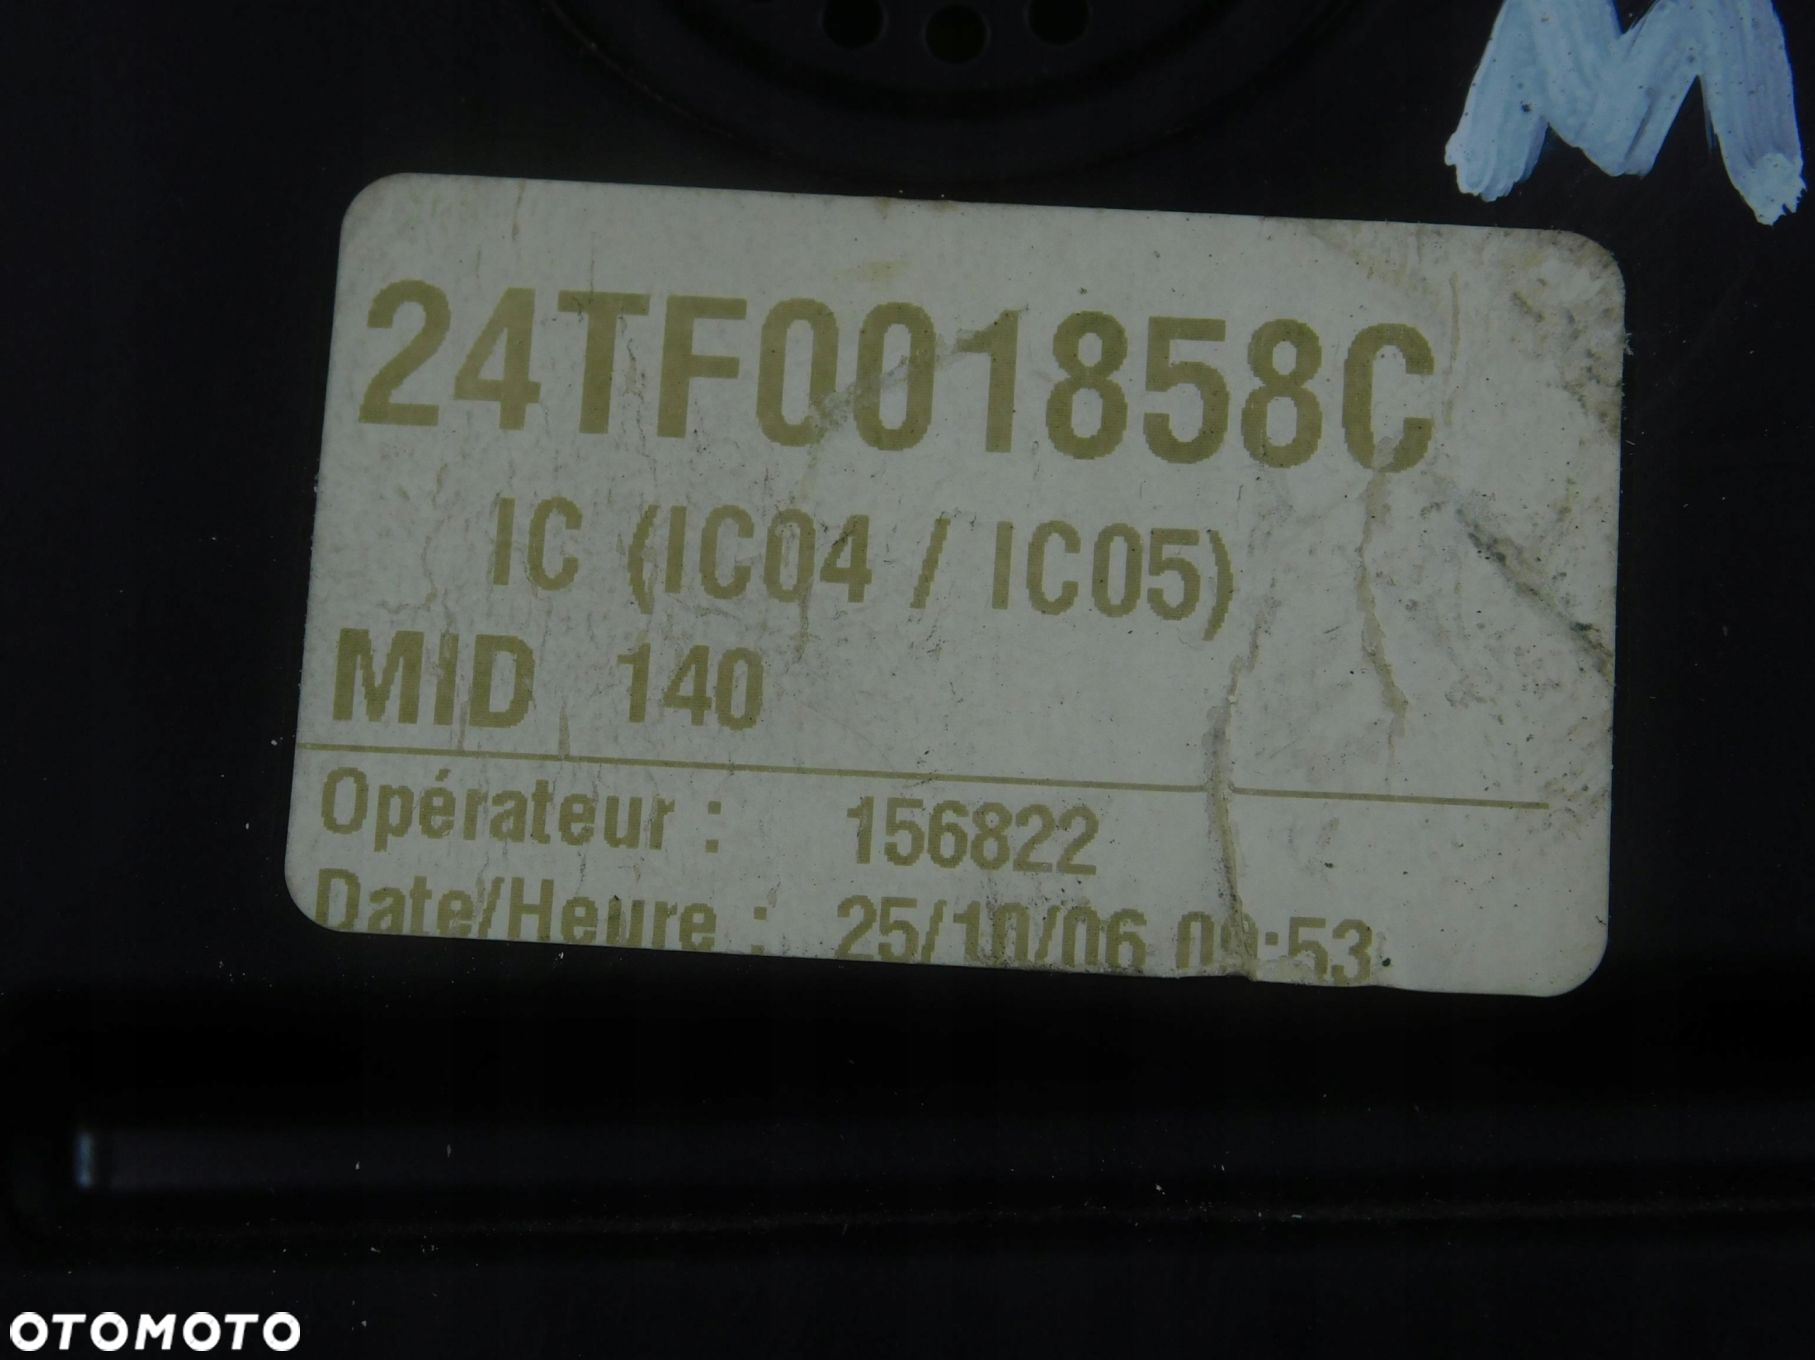 M
24TF001858C
IC (IC04 / IC05)
MID 140
Opérateur : 156822
Date/Heure : 25/10/06 09:53
OTOMOTO